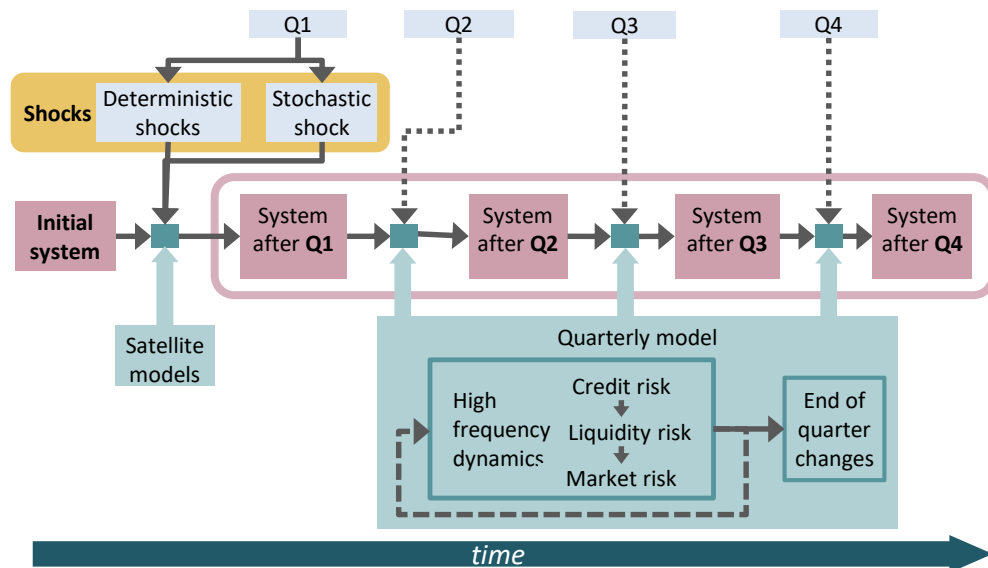 Q1
Q2
Q3
Q4
Shocks
Deterministic
shocks
Stochastic
shock
Initial
system
System
after Q1
System
after Q2
System
after Q3
System
after Q4
Satellite
models
Quarterly model
High
frequency
dynamics
Credit risk
Liquidity risk
Market risk
End of
quarter
changes
time